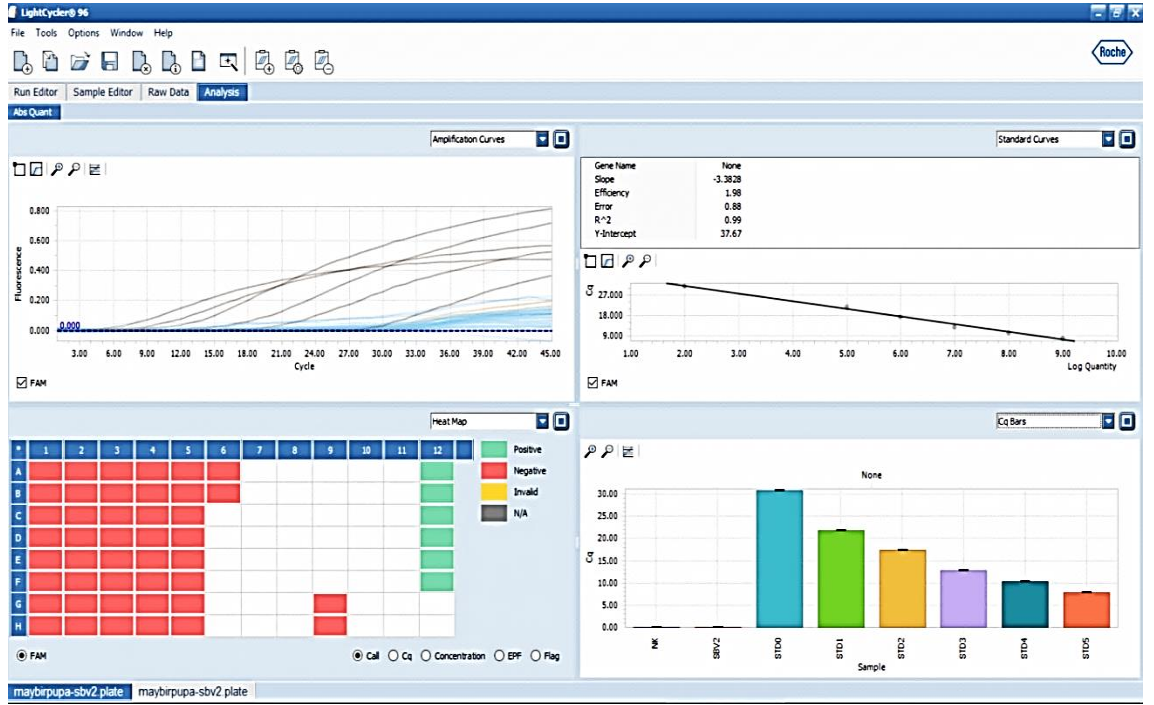 LightCycler® 96
File Tools Options Window Help
Roche
Run Editor Sample Editor Raw Data Analysis
Abs Quant
Amplification Curves
Fluorescence
0.800
0.600
0.400
0.200
0.000
0.000
3.00 6.00 9.00 12.00 15.00 18.00 21.00 24.00 27.00 30.00 33.00 36.00 39.00 42.00 45.00
Cycle
FAM
Standard Curves
Gene Name None
Slope -3.3828
Efficiency 1.98
Error 0.88
R^2 0.99
Y-Intercept 37.67
Cq
27.000
18.000
9.000
1.00 2.00 3.00 4.00 5.00 6.00 7.00 8.00 9.00 10.00
Log Quantity
FAM
Heat Map
* 1 2 3 4 5 6 7 8 9 10 11 12
A
B
C
D
E
F
G
H
Positive
Negative
Invalid
N/A
FAM
Call Cq Concentration EPF Flag
Cq Bars
None
Cq
30.00
25.00
20.00
15.00
10.00
5.00
0.00
NK SBV2 STD0 STD1 STD2 STD3 STD4 STD5
Sample
maybirpupa-sbv2.plate maybirpupa-sbv2 plate